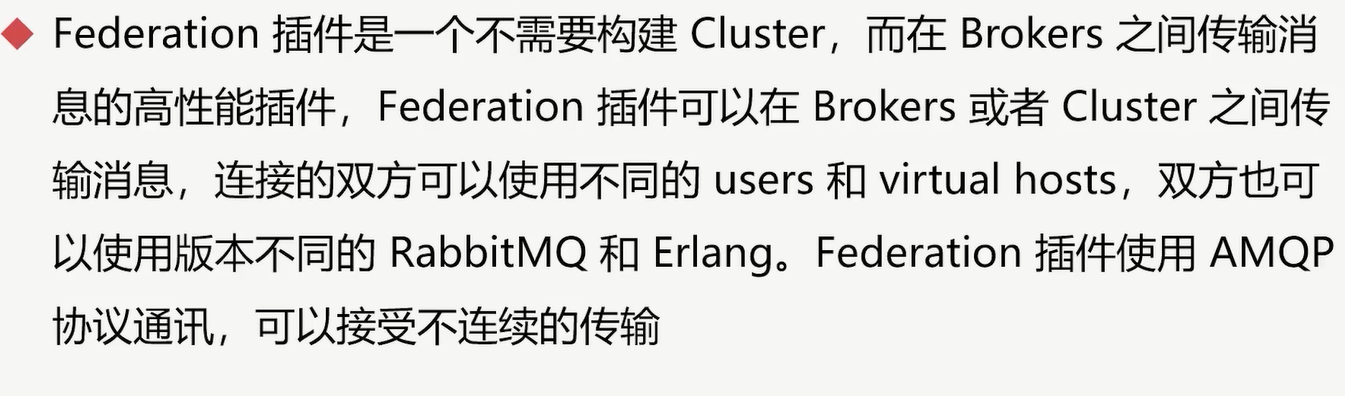 Federation 插件是一个不需要构建 Cluster，而在 Brokers 之间传输消
息的高性能插件，Federation 插件可以在 Brokers 或者 Cluster 之间传
输消息，连接的双方可以使用不同的 users 和 virtual hosts，双方也可
以使用版本不同的 RabbitMQ 和 Erlang。Federation 插件使用 AMQP
协议通讯，可以接受不连续的传输